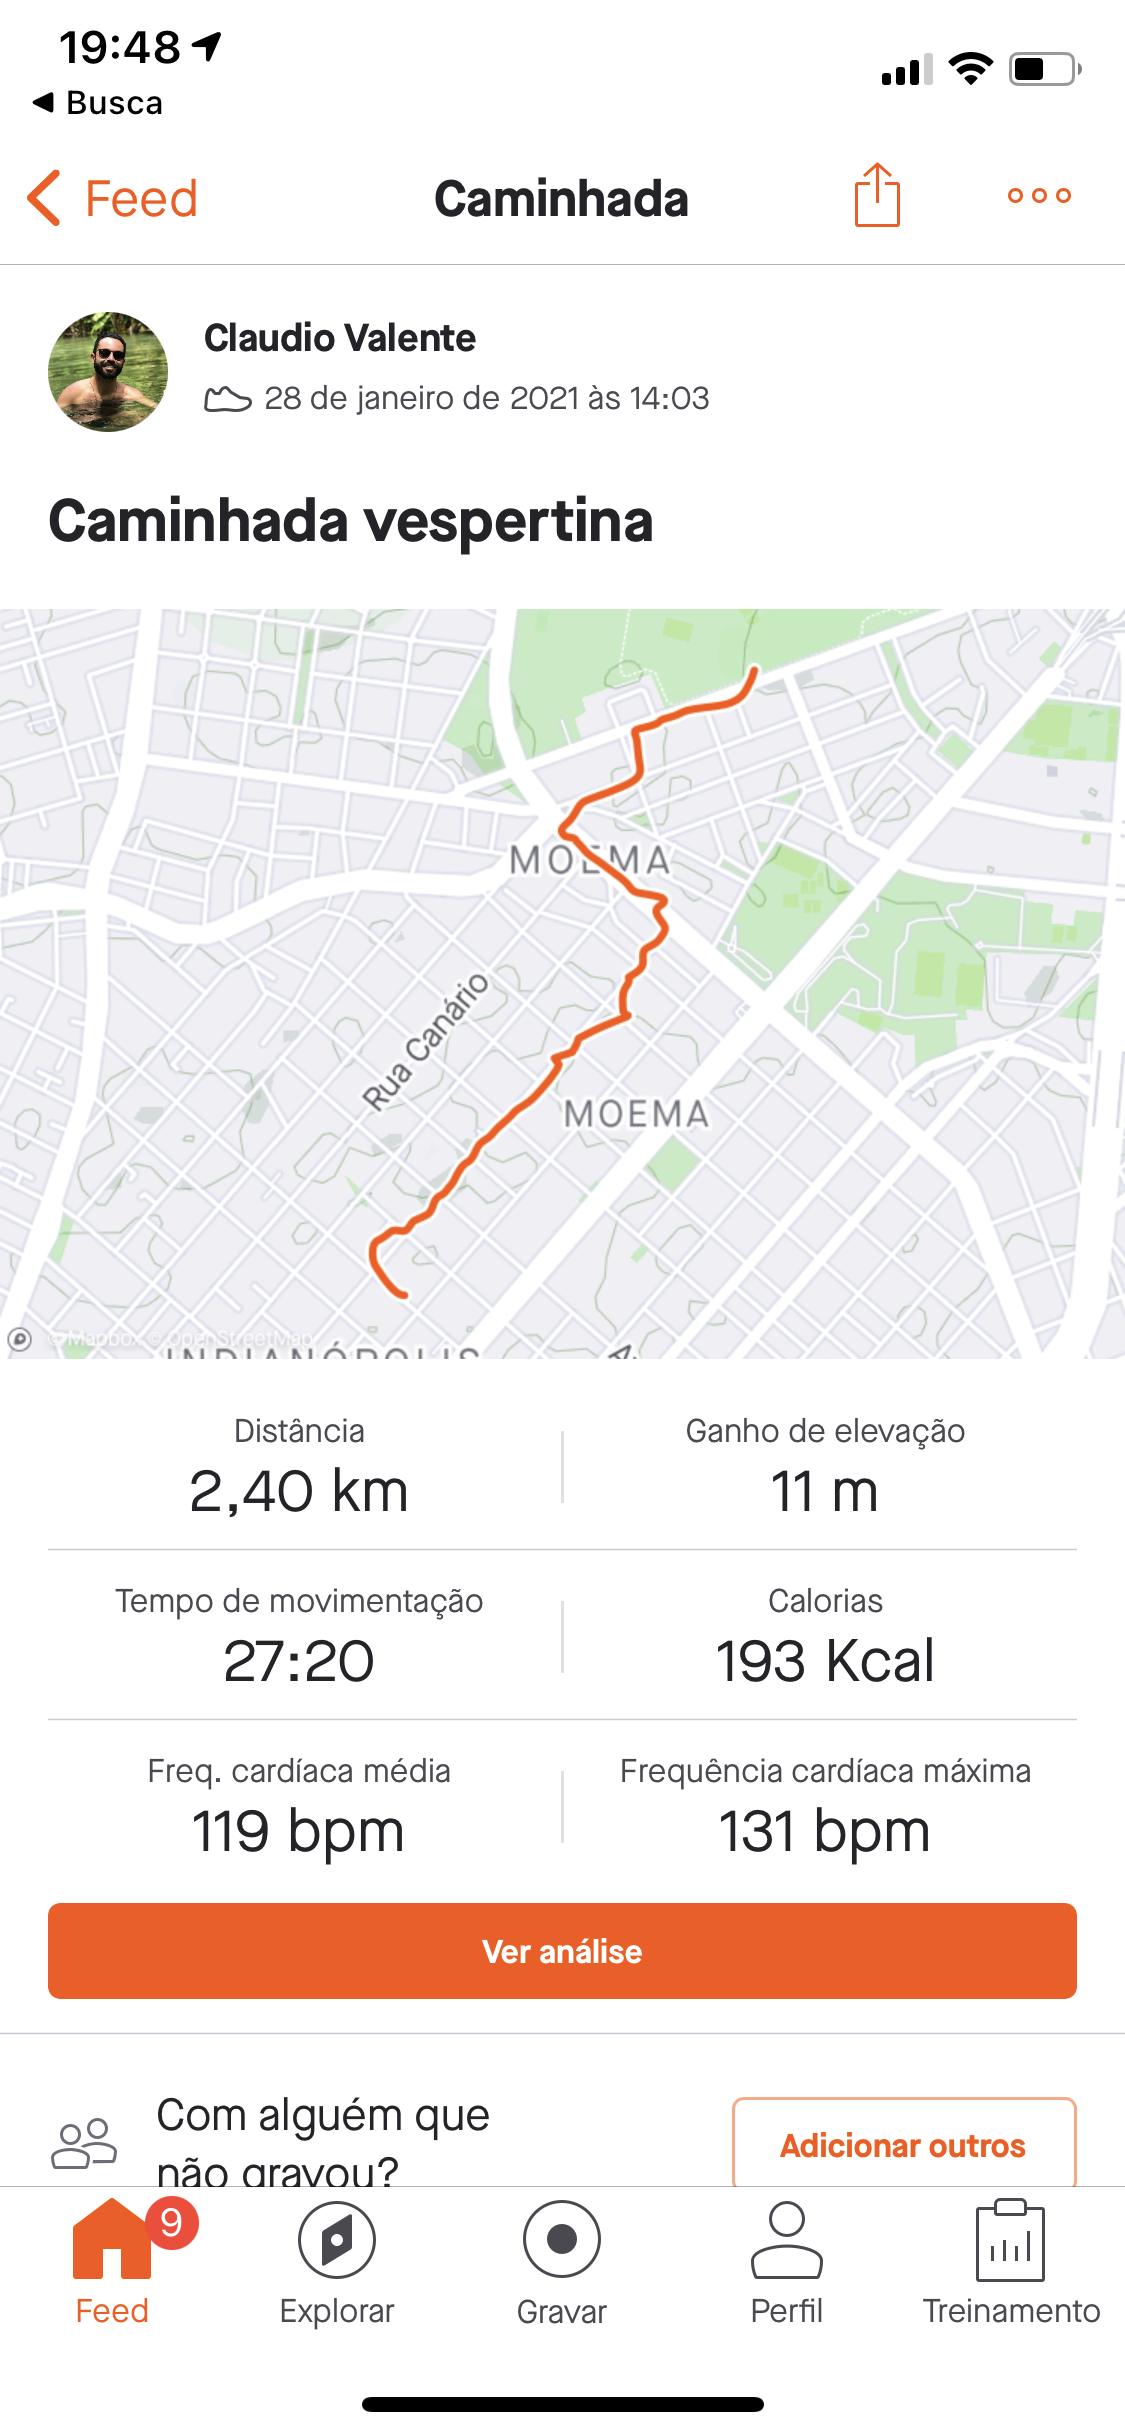 19:48
Busca
Feed
Caminhada
Claudio Valente
28 de janeiro de 2021 às 14:03
Caminhada vespertina
MOEMA
Rua Canário
MOEMA
© Mapbox © OpenStreetMap
INDIANÓPOLIS
Distância
Ganho de elevação
2,40 km
11 m
Tempo de movimentação
Calorias
27:20
193 Kcal
Freq. cardíaca média
Frequência cardíaca máxima
119 bpm
131 bpm
Ver análise
Com alguém que
não gravou?
Adicionar outros
9
Feed
Explorar
Gravar
Perfil
Treinamento